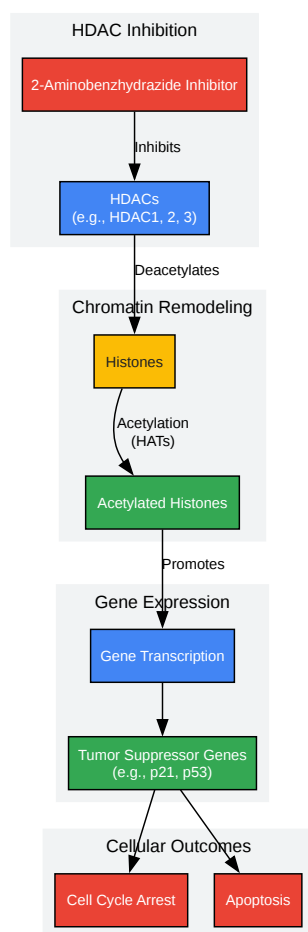 HDAC Inhibition
2-Aminobenzhydrazide Inhibitor
Inhibits
HDACs
(e.g., HDAC1, 2, 3)
Deacetylates
Chromatin Remodeling
Histones
Acetylation
(HATs)
Acetylated Histones
Promotes
Gene Expression
Gene Transcription
Tumor Suppressor Genes
(e.g., p21, p53)
Cellular Outcomes
Cell Cycle Arrest
Apoptosis